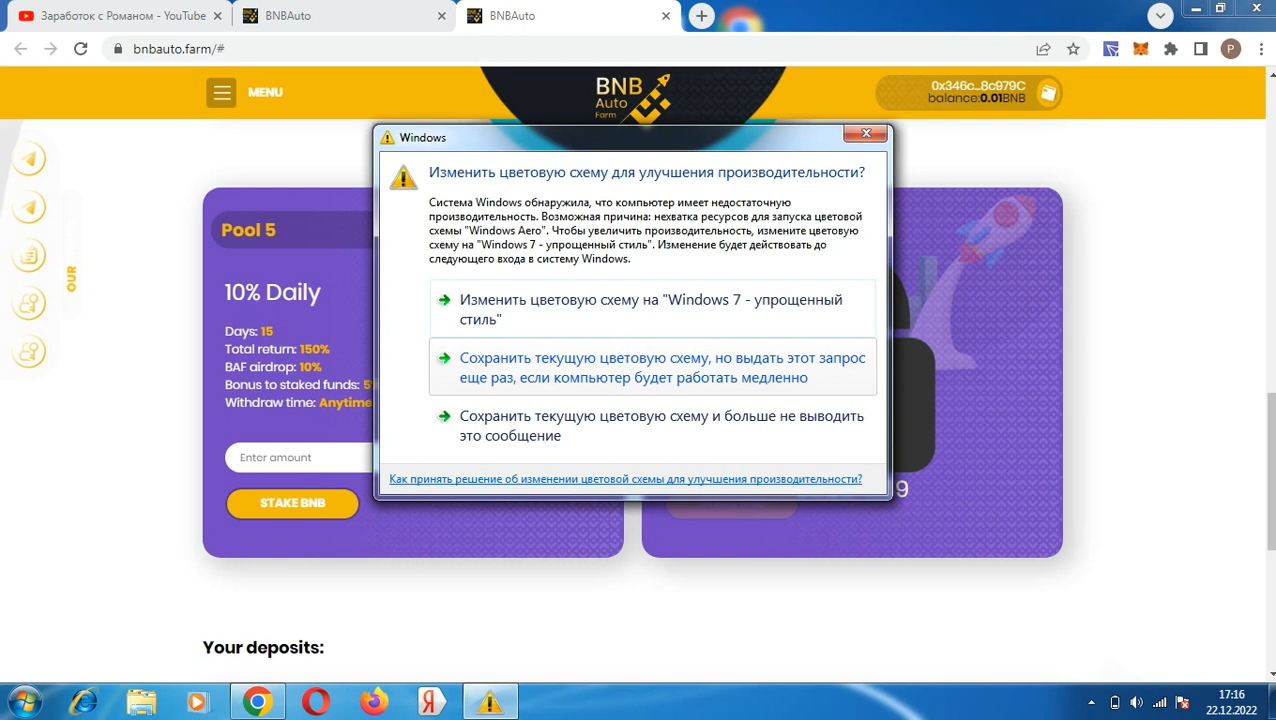 Заработок с Романом - YouTube
BNBAuto
BNBAuto
bnbauto.farm/#
P
MENU
BNB
Auto
Farm
0x346c...8c979C
balance:0.01BNB
OUR
Pool 5
10% Daily
Days: 15
Total return: 150%
BAF airdrop: 10%
Bonus to staked funds: 5
Withdraw time: Anytime
Enter amount
STAKE BNB
Windows
Изменить цветовую схему для улучшения производительности?
Система Windows обнаружила, что компьютер имеет недостаточную
производительность. Возможная причина: нехватка ресурсов для запуска цветовой
схемы "Windows Aero". Чтобы увеличить производительность, измените цветовую
схему на "Windows 7 - упрощенный стиль". Изменение будет действовать до
следующего входа в систему Windows.
Изменить цветовую схему на "Windows 7 - упрощенный
стиль"
Сохранить текущую цветовую схему, но выдать этот запрос
еще раз, если компьютер будет работать медленно
Сохранить текущую цветовую схему и больше не выводить
это сообщение
Как принять решение об изменении цветовой схемы для улучшения производительности?
9
Your deposits:
17:16
22.12.2022